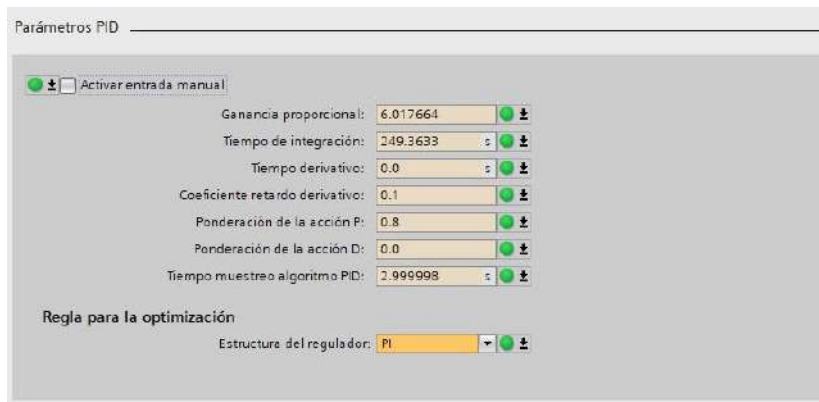 Parámetros PID
Activar entrada manual
Ganancia proporcional: 6.017664
Tiempo de integración: 249.3633 s
Tiempo derivativo: 0.0 s
Coeficiente retardo derivativo: 0.1
Ponderación de la acción P: 0.8
Ponderación de la acción D: 0.0
Tiempo muestreo algoritmo PID: 2.999998 s
Regla para la optimización
Estructura del regulador: PI